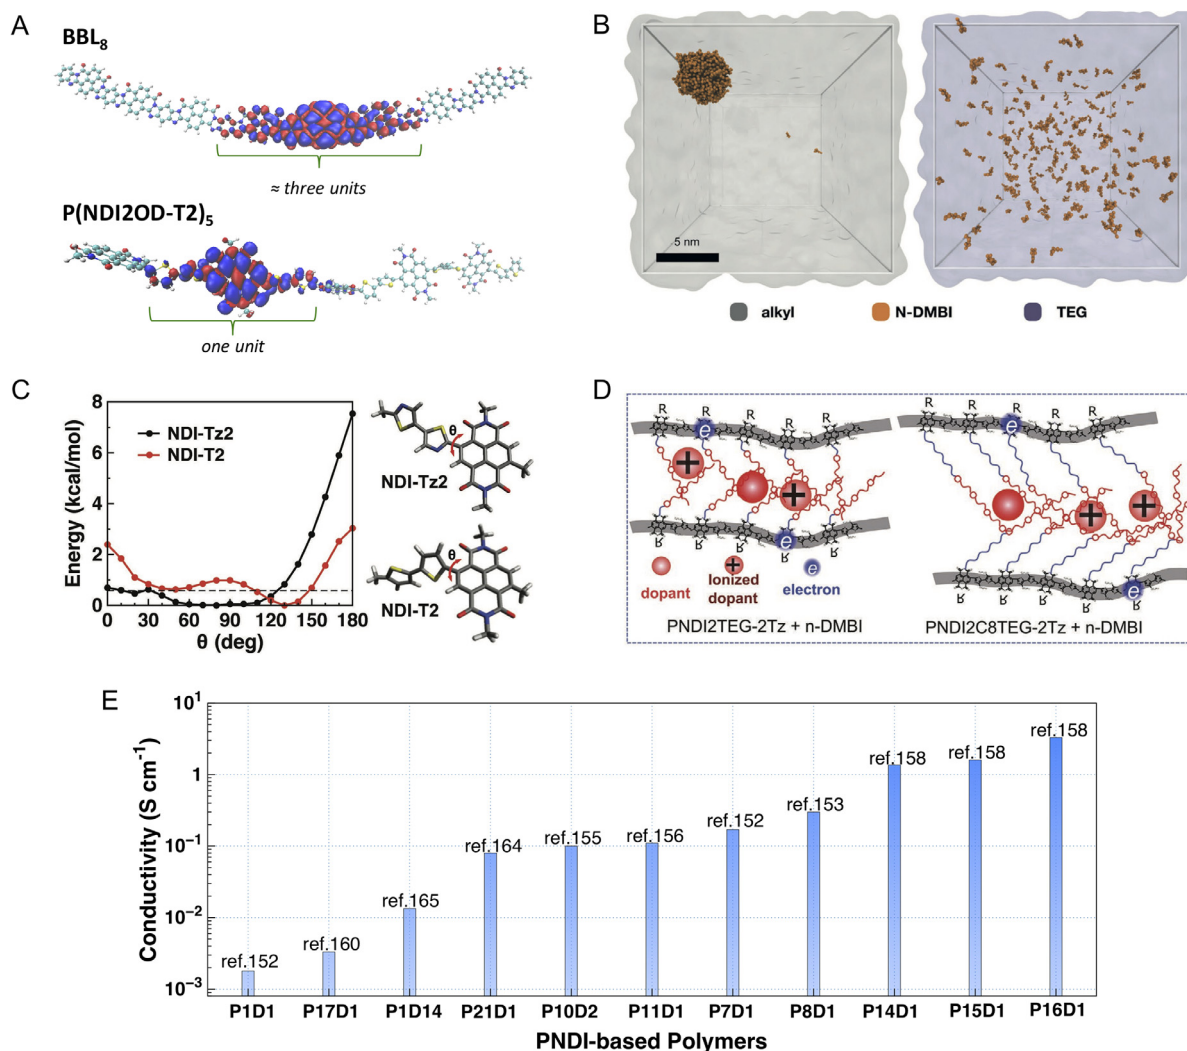 A
BBL8
≈ three units
P(NDI2OD-T2)5
one unit
B
5 nm
alkyl
N-DMBI
TEG
C
Energy (kcal/mol)
8
6
4
2
0
NDI-Tz2
NDI-T2
0 30 60 90 120 150 180
θ (deg)
θ
NDI-Tz2
θ
NDI-T2
D
R R R
e e
+
+ + +
e
R R
e
dopant
Ionized
dopant
electron
PNDI2TEG-2Tz + n-DMBI
PNDI2C8TEG-2Tz + n-DMBI
E
Conductivity (S cm⁻¹)
10¹
1
10⁻¹
10⁻²
10⁻³
ref.152
ref.160
ref.165
ref.164
ref.155
ref.156
ref.152
ref.153
ref.158
ref.158
ref.158
P1D1 P17D1 P1D14 P21D1 P10D2 P11D1 P7D1 P8D1 P14D1 P15D1 P16D1
PNDI-based Polymers